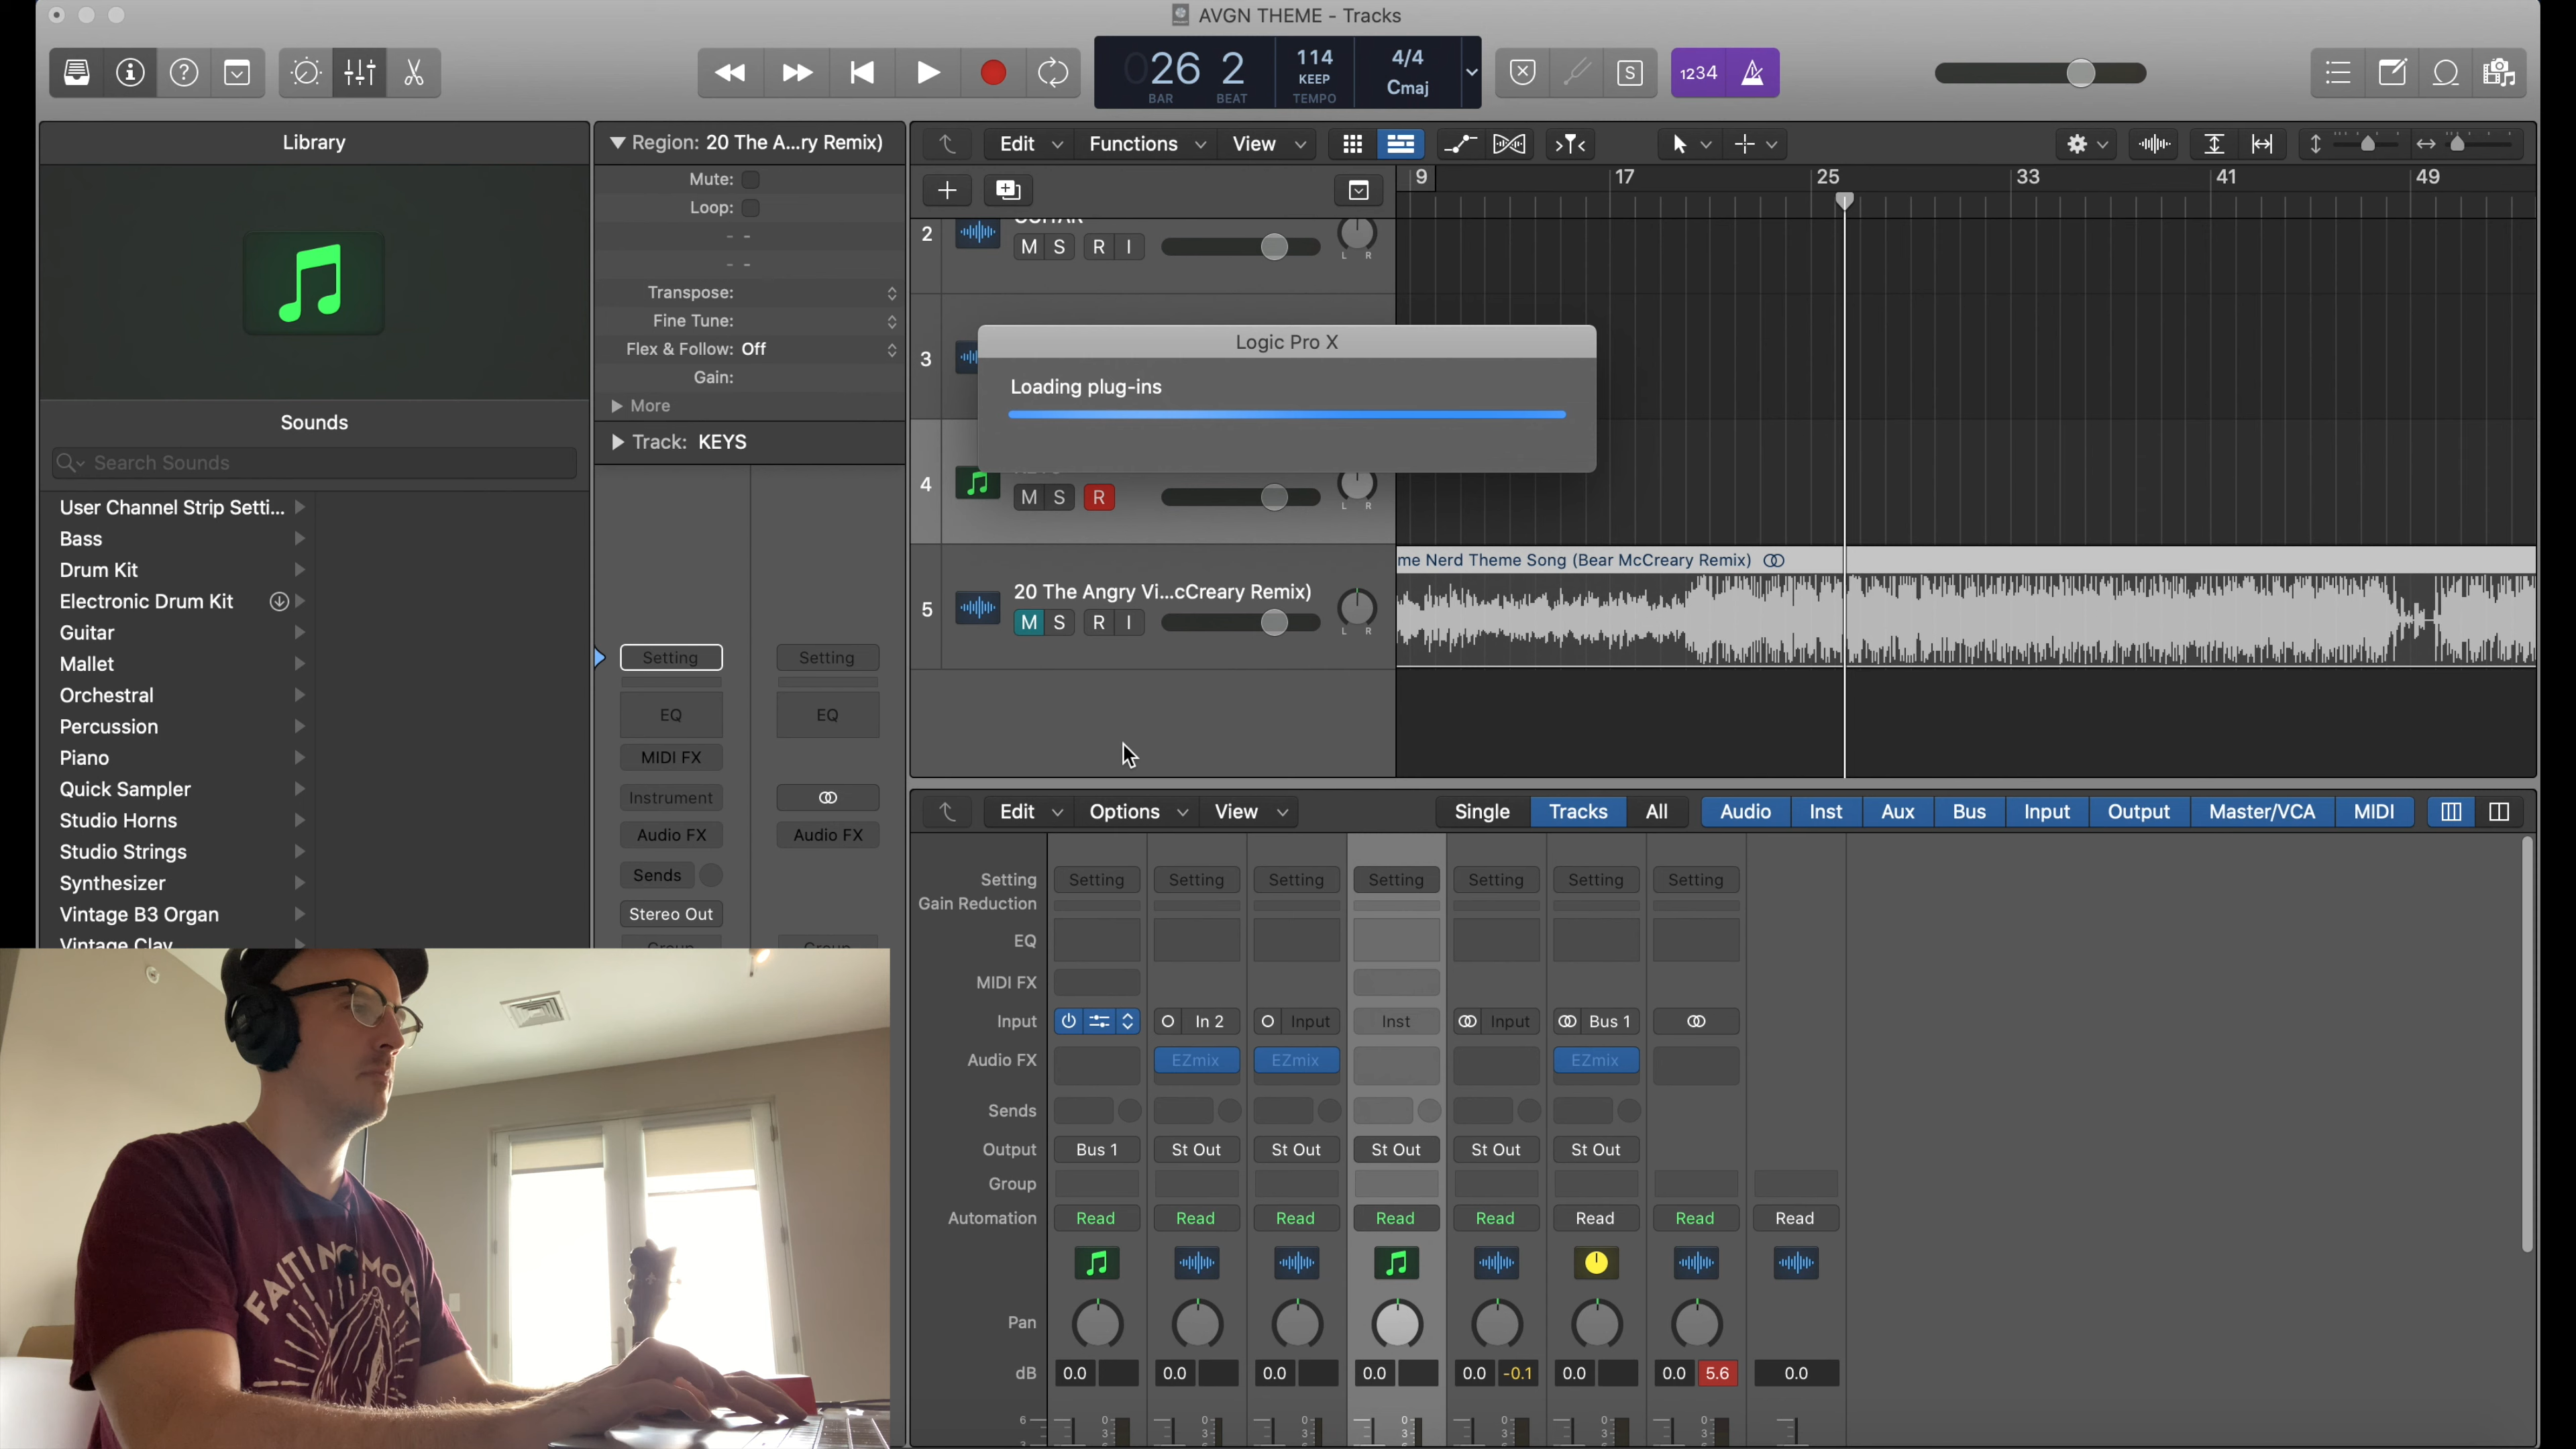 AVGN THEME - Tracks
026 2
BAR BEAT
114
KEEP
TEMPO
4/4
Cmaj
S
1234
Library
Region: 20 The A...ry Remix)
Mute:
Loop:
- -
- -
Transpose:
Fine Tune:
Flex & Follow: Off
Gain:
More
Track: KEYS
Sounds
Search Sounds
User Channel Strip Setti...
Bass
Drum Kit
Electronic Drum Kit
Guitar
Mallet
Orchestral
Percussion
Piano
Quick Sampler
Studio Horns
Studio Strings
Synthesizer
Vintage B3 Organ
Vintage Clav
Setting Setting
EQ EQ
MIDI FX
Instrument
Audio FX Audio FX
Sends
Stereo Out
Group Group
Edit Functions View
9 17 25 33 41 49
2 GUITAR
M S R I
L R
3
Logic Pro X
Loading plug-ins
4
M S R
L R
5 20 The Angry Vi...cCreary Remix)
M S R I
L R
me Nerd Theme Song (Bear McCreary Remix)
Edit Options View Single Tracks All Audio Inst Aux Bus Input Output Master/VCA MIDI
Setting Setting Setting Setting Setting Setting Setting Setting
Gain Reduction
EQ
MIDI FX
Input In 2 Input Inst Input Bus 1
Audio FX EZmix EZmix EZmix
Sends
Output Bus 1 St Out St Out St Out St Out St Out
Group
Automation Read Read Read Read Read Read Read Read
Pan
dB 0.0 0.0 0.0 0.0 0.0 -0.1 0.0 0.0 5.6 0.0
FAITH NO MORE